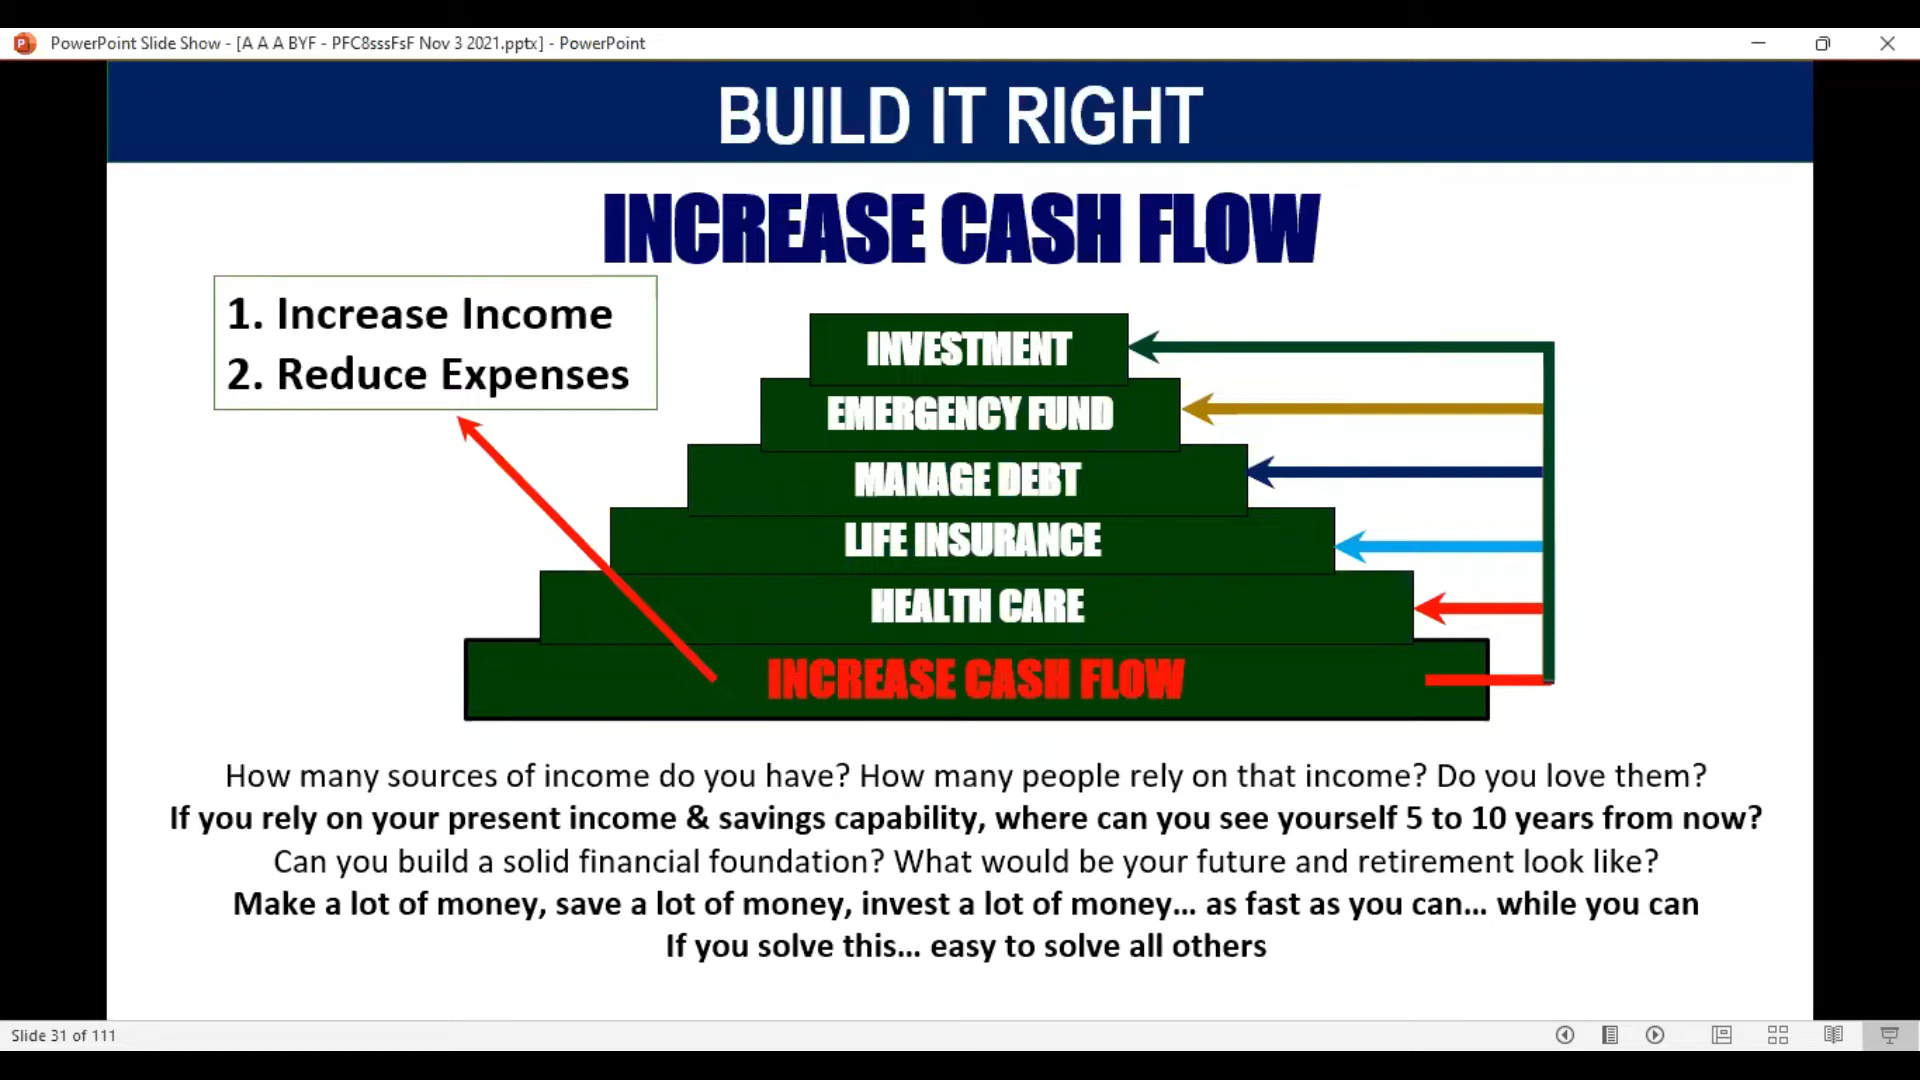 PowerPoint Slide Show - [A A A BYF - PFC8sssFsF Nov 3 2021.pptx] - PowerPoint
BUILD IT RIGHT
INCREASE CASH FLOW
1. Increase Income
2. Reduce Expenses
INVESTMENT
EMERGENCY FUND
MANAGE DEBT
LIFE INSURANCE
HEALTH CARE
INCREASE CASH FLOW
How many sources of income do you have? How many people rely on that income? Do you love them?
If you rely on your present income & savings capability, where can you see yourself 5 to 10 years from now?
Can you build a solid financial foundation? What would be your future and retirement look like?
Make a lot of money, save a lot of money, invest a lot of money... as fast as you can... while you can
If you solve this... easy to solve all others
Slide 31 of 111